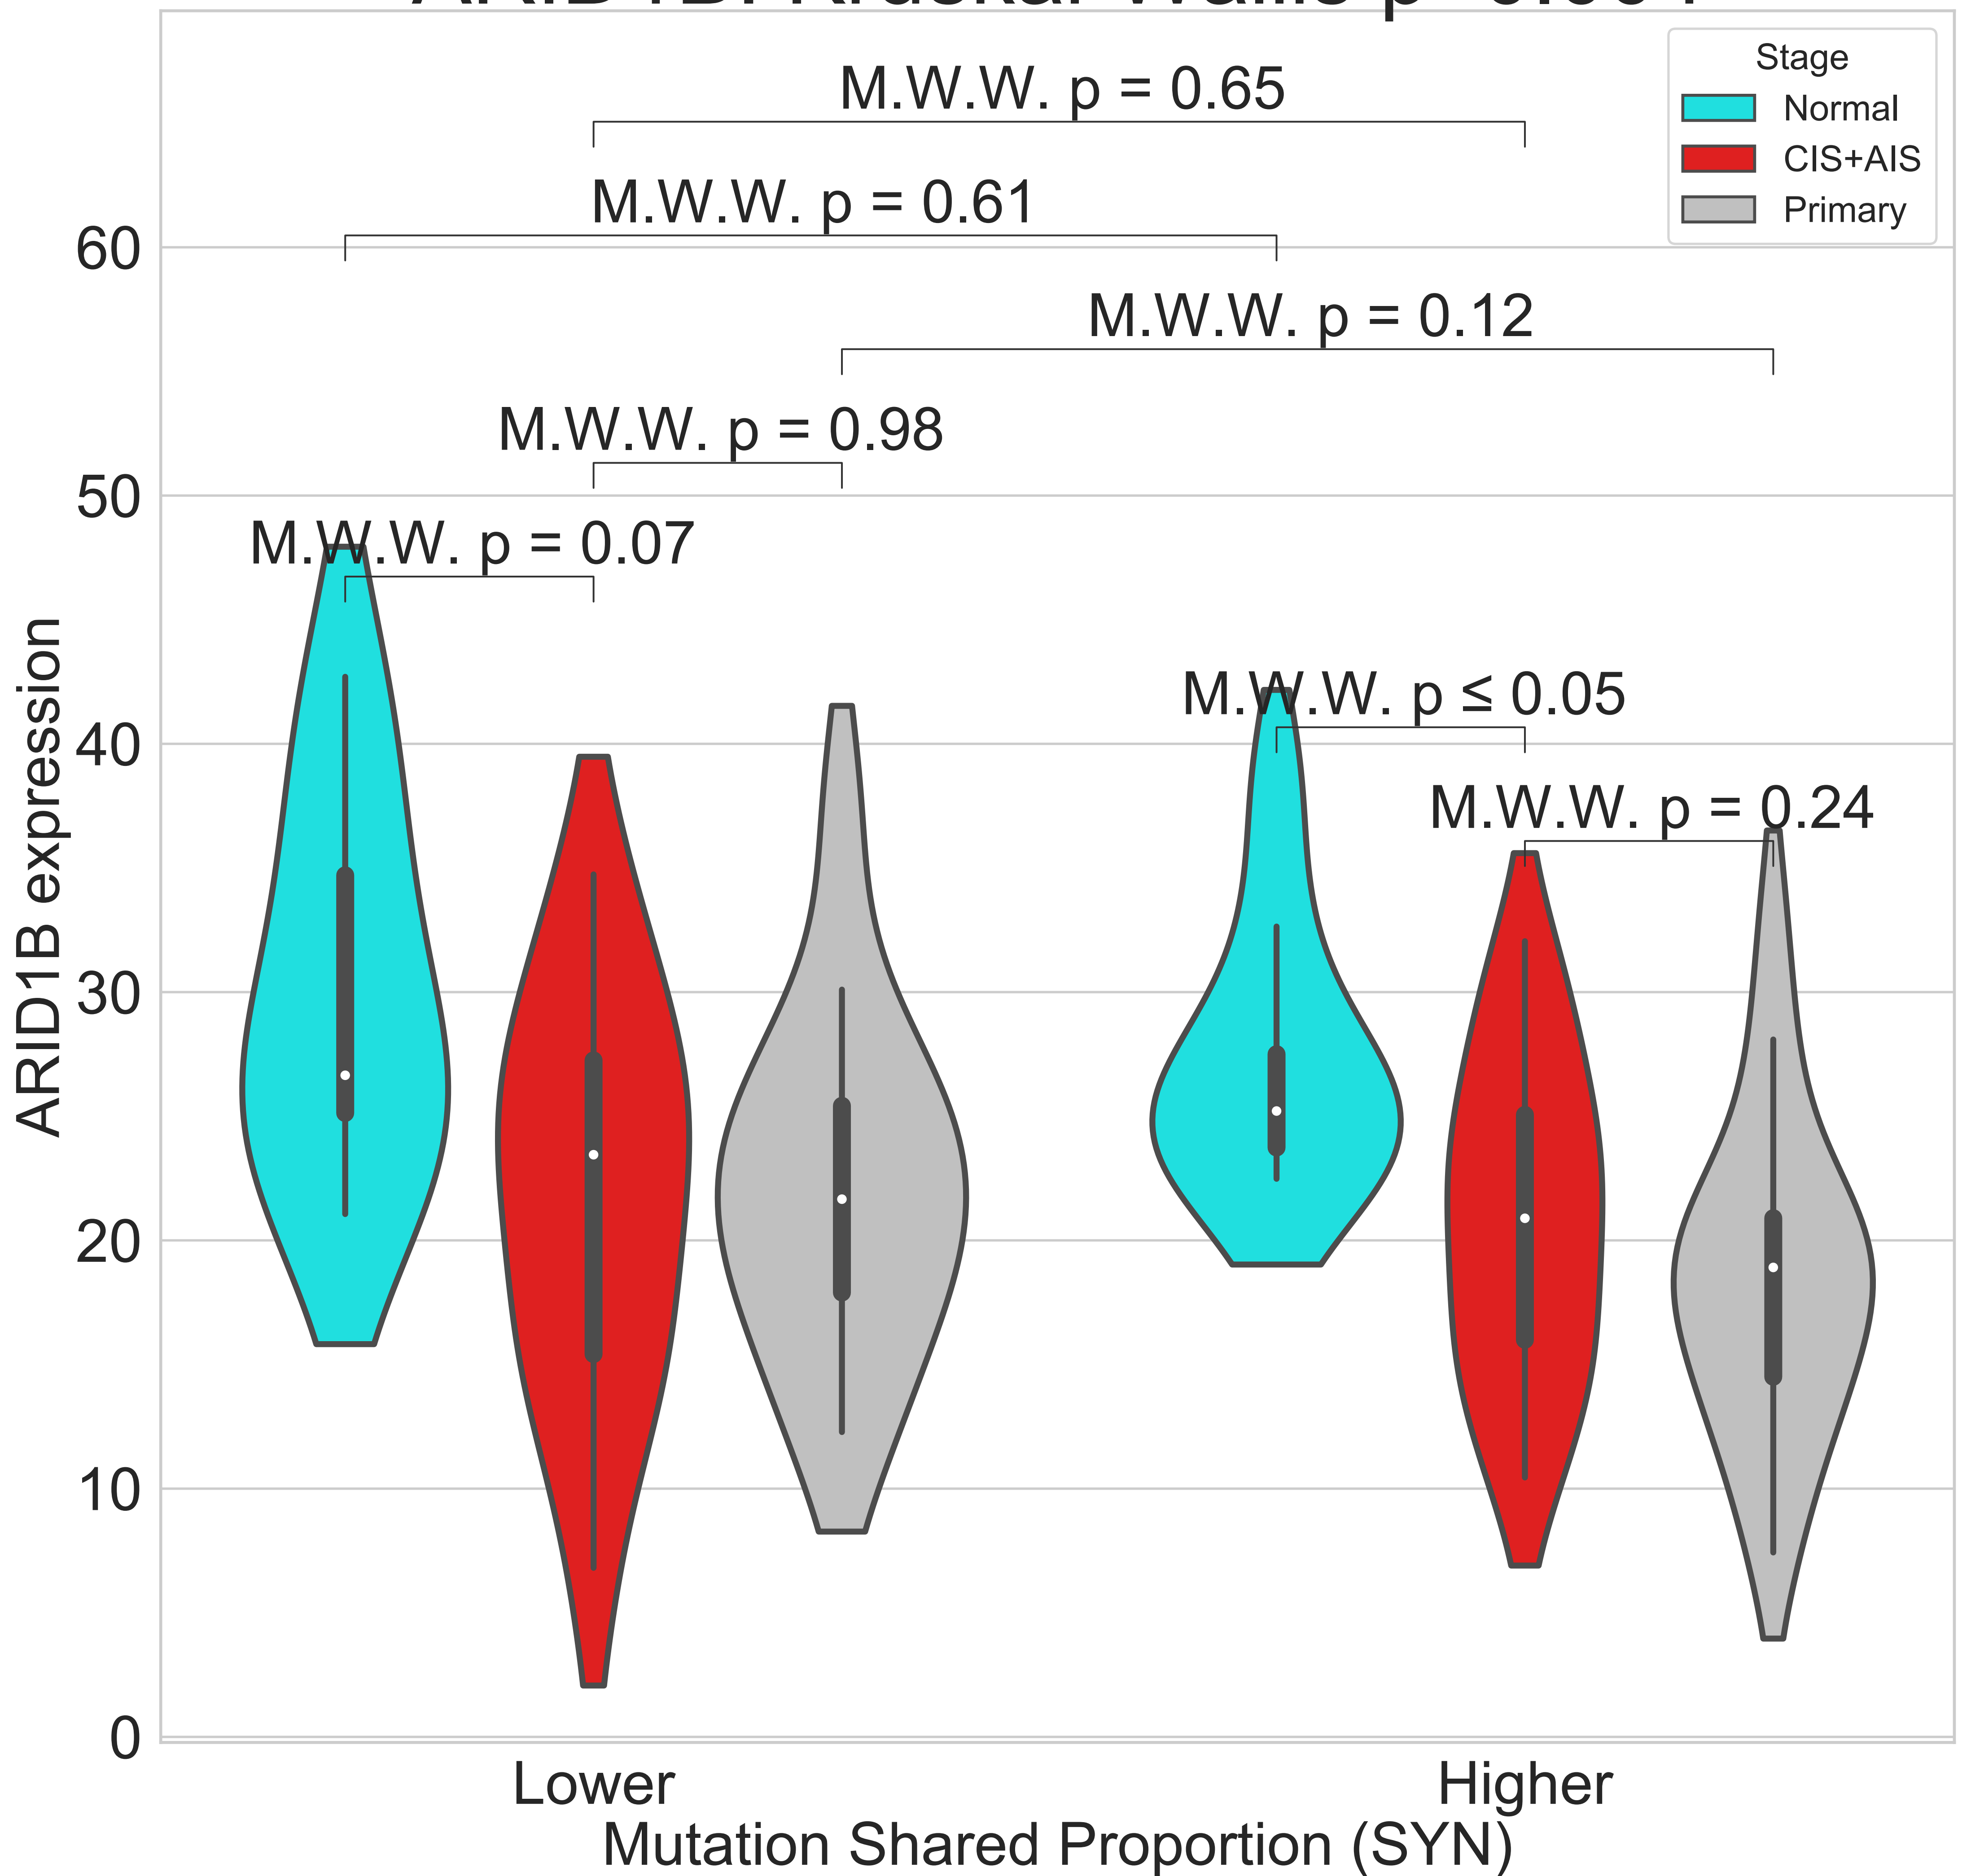 Stage
Normal
CIS+AIS
Primary
M.W.W. p = 0.65
M.W.W. p = 0.61
M.W.W. p = 0.12
M.W.W. p = 0.98
M.W.W. p = 0.07
M.W.W. p ≤ 0.05
M.W.W. p = 0.24
60
50
40
30
20
10
0
ARID1B expression
Lower
Higher
Mutation Shared Proportion (SYN)